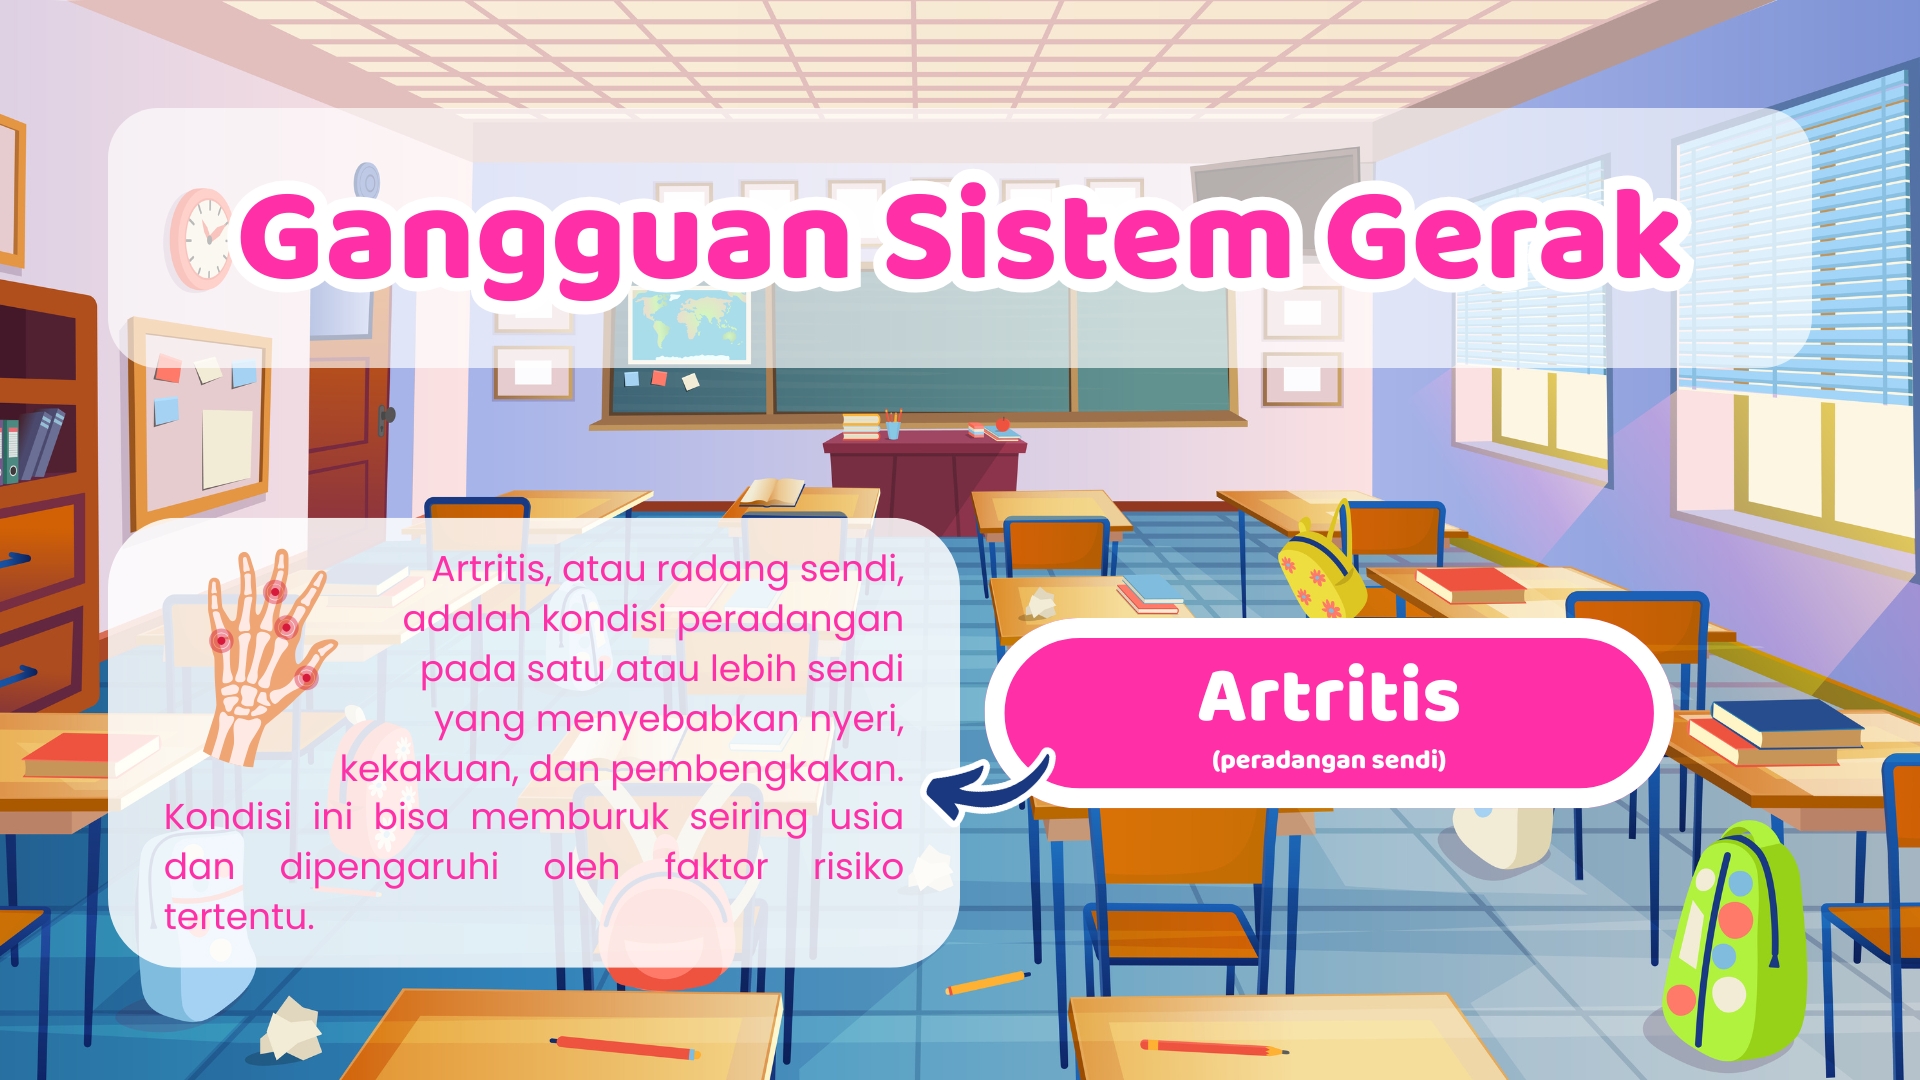 Gangguan Sistem Gerak
Artritis, atau radang sendi,
adalah kondisi peradangan
pada satu atau lebih sendi
yang menyebabkan nyeri,
kekakuan, dan pembengkakan.
Kondisi ini bisa memburuk seiring usia
dan dipengaruhi oleh faktor risiko
tertentu.
Artritis
(peradangan sendi)